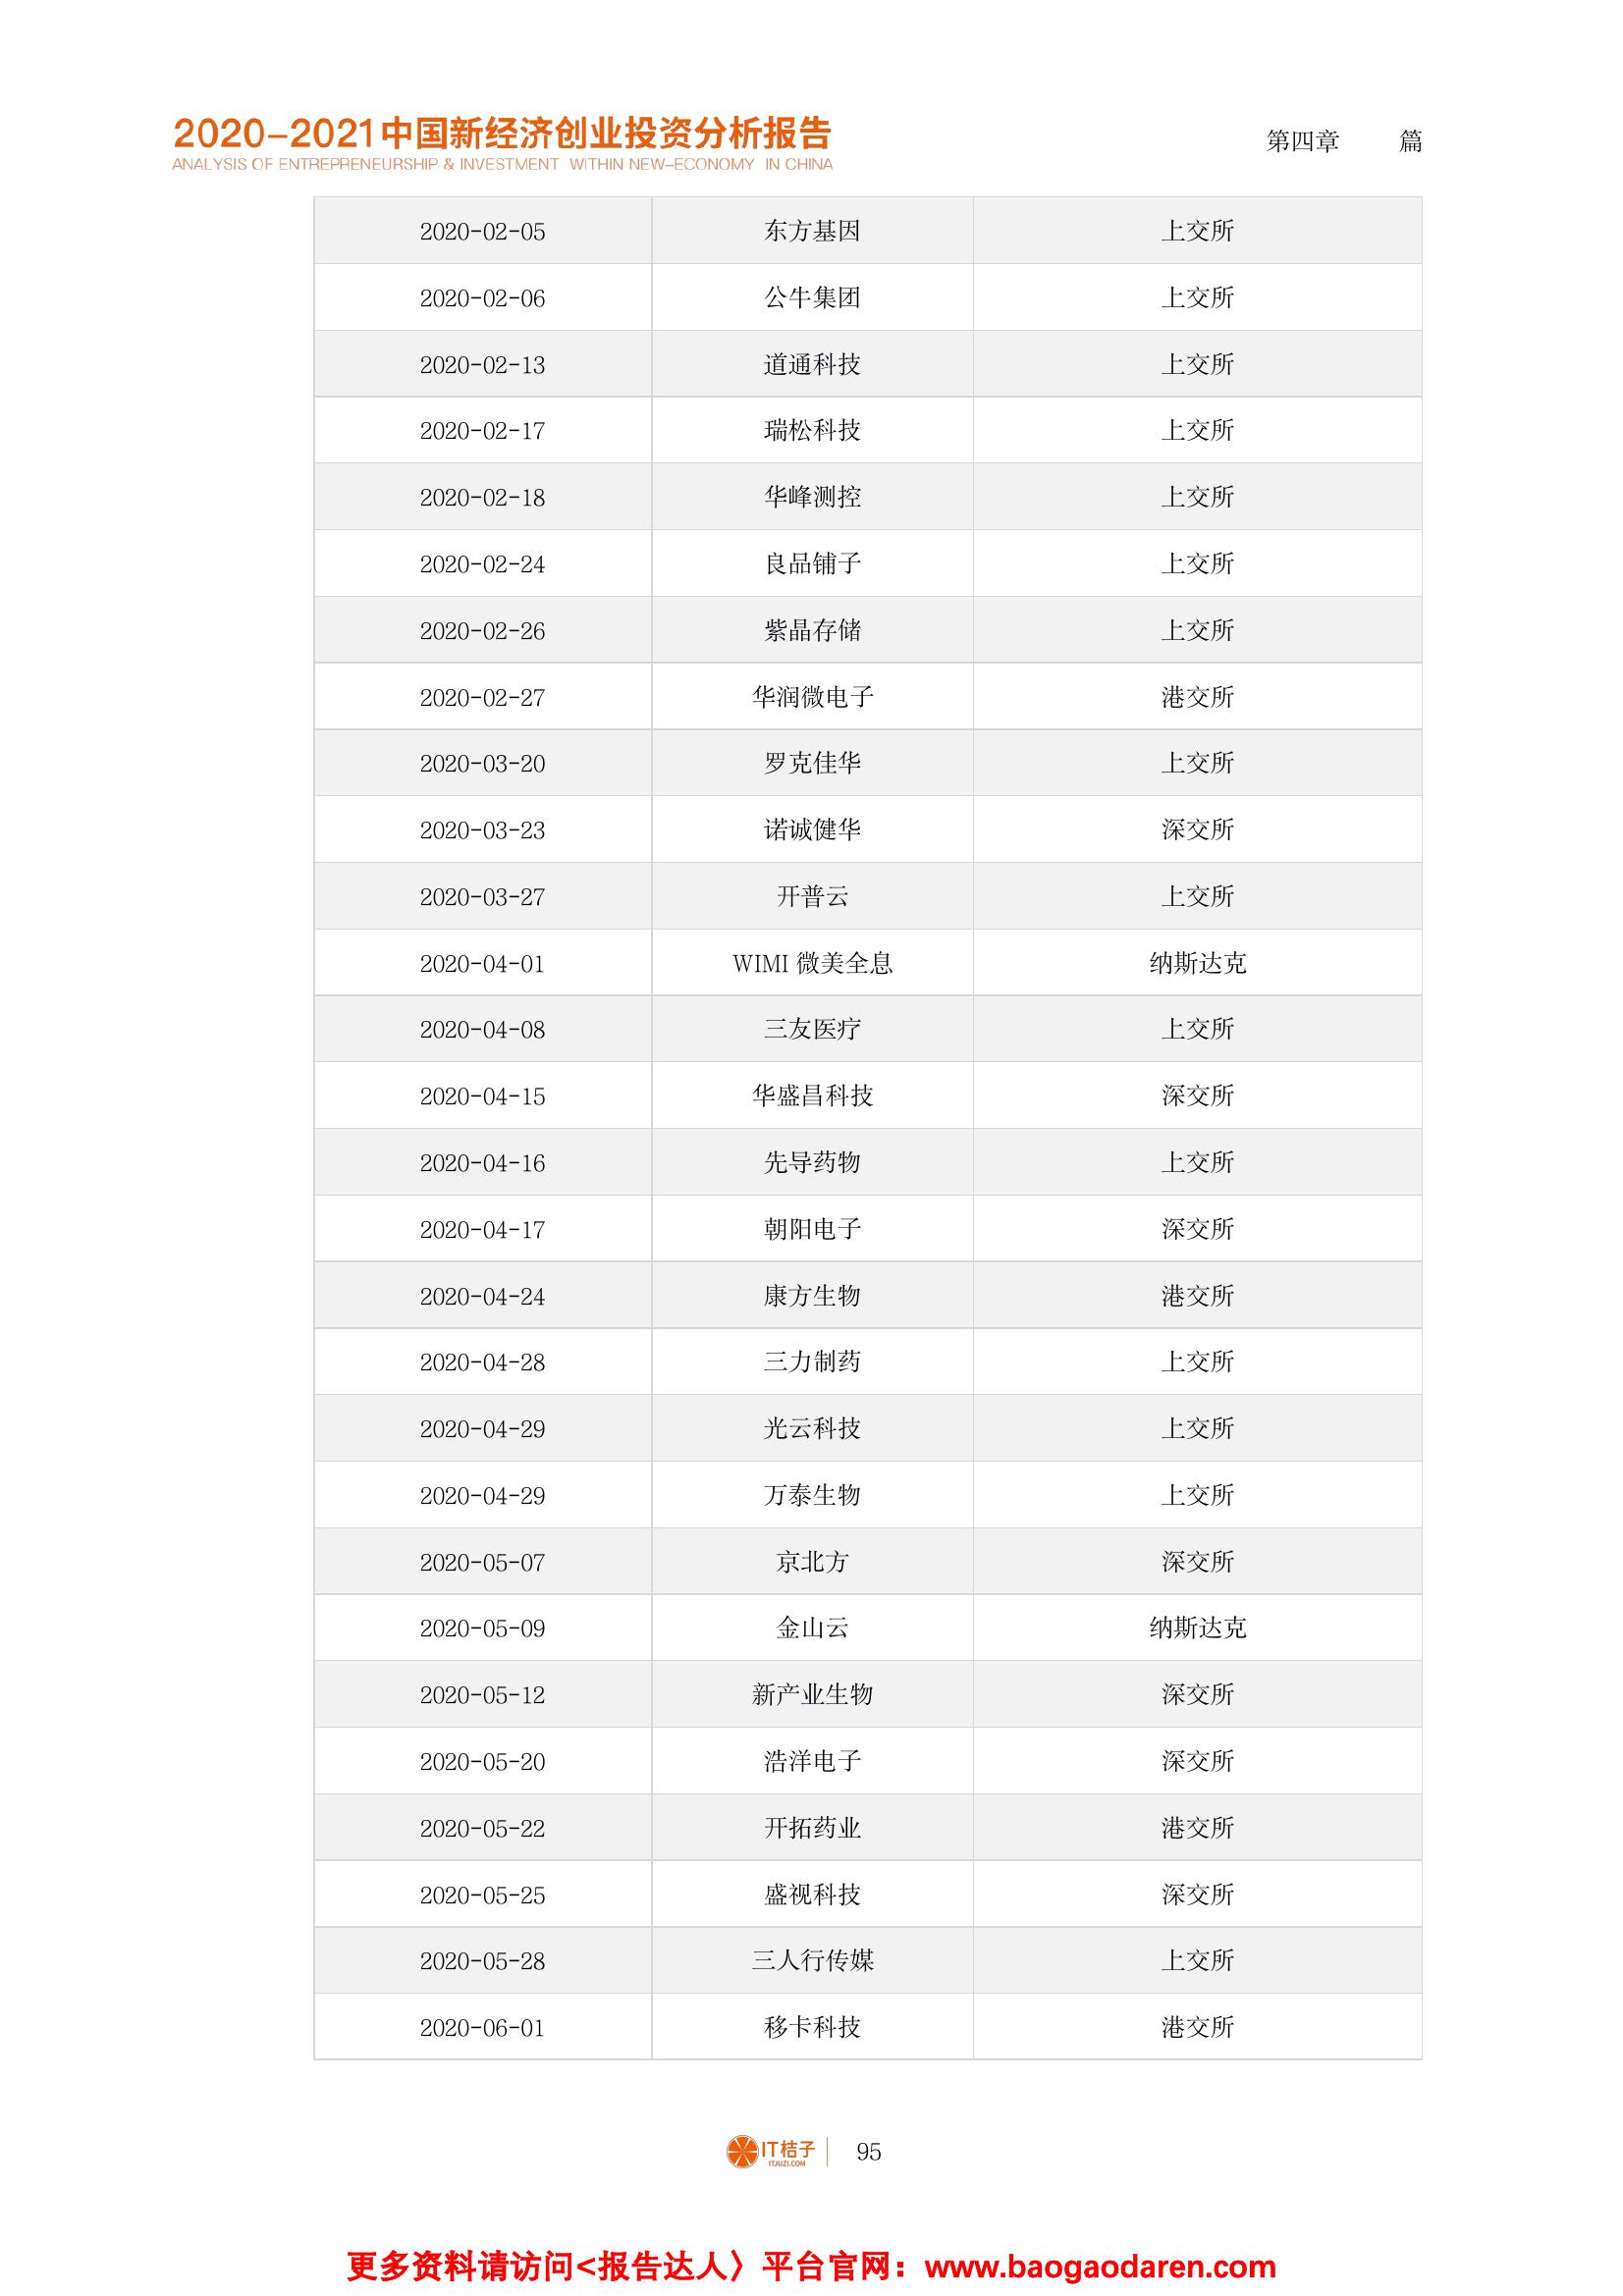 2020-2021中国新经济创业投资分析报告
ANALYSIS OF ENTREPRENEURSHIP & INVESTMENT WITHIN NEW-ECONOMY IN CHINA
第四章 篇
2020-02-05 东方基因 上交所
2020-02-06 公牛集团 上交所
2020-02-13 道通科技 上交所
2020-02-17 瑞松科技 上交所
2020-02-18 华峰测控 上交所
2020-02-24 良品铺子 上交所
2020-02-26 紫晶存储 上交所
2020-02-27 华润微电子 港交所
2020-03-20 罗克佳华 上交所
2020-03-23 诺诚健华 深交所
2020-03-27 开普云 上交所
2020-04-01 WIMI 微美全息 纳斯达克
2020-04-08 三友医疗 上交所
2020-04-15 华盛昌科技 深交所
2020-04-16 先导药物 上交所
2020-04-17 朝阳电子 深交所
2020-04-24 康方生物 港交所
2020-04-28 三力制药 上交所
2020-04-29 光云科技 上交所
2020-04-29 万泰生物 上交所
2020-05-07 京北方 深交所
2020-05-09 金山云 纳斯达克
2020-05-12 新产业生物 深交所
2020-05-20 浩洋电子 深交所
2020-05-22 开拓药业 港交所
2020-05-25 盛视科技 深交所
2020-05-28 三人行传媒 上交所
2020-06-01 移卡科技 港交所
IT桔子
ITJUZI.COM
95
更多资料请访问<报告达人〉平台官网：www.baogaodaren.com